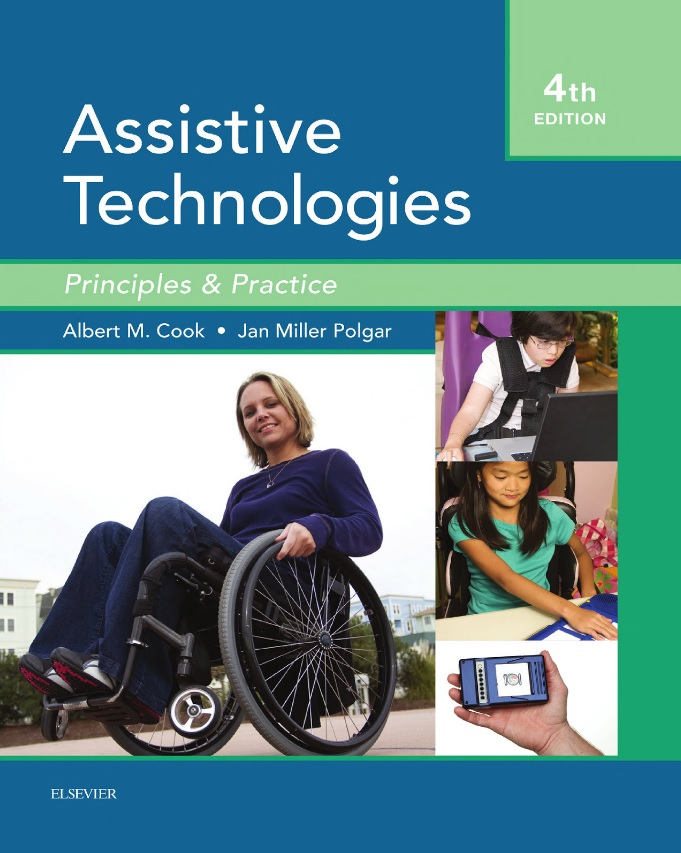 4th
EDITION
Assistive
Technologies
Principles & Practice
Albert M. Cook • Jan Miller Polgar
ELSEVIER